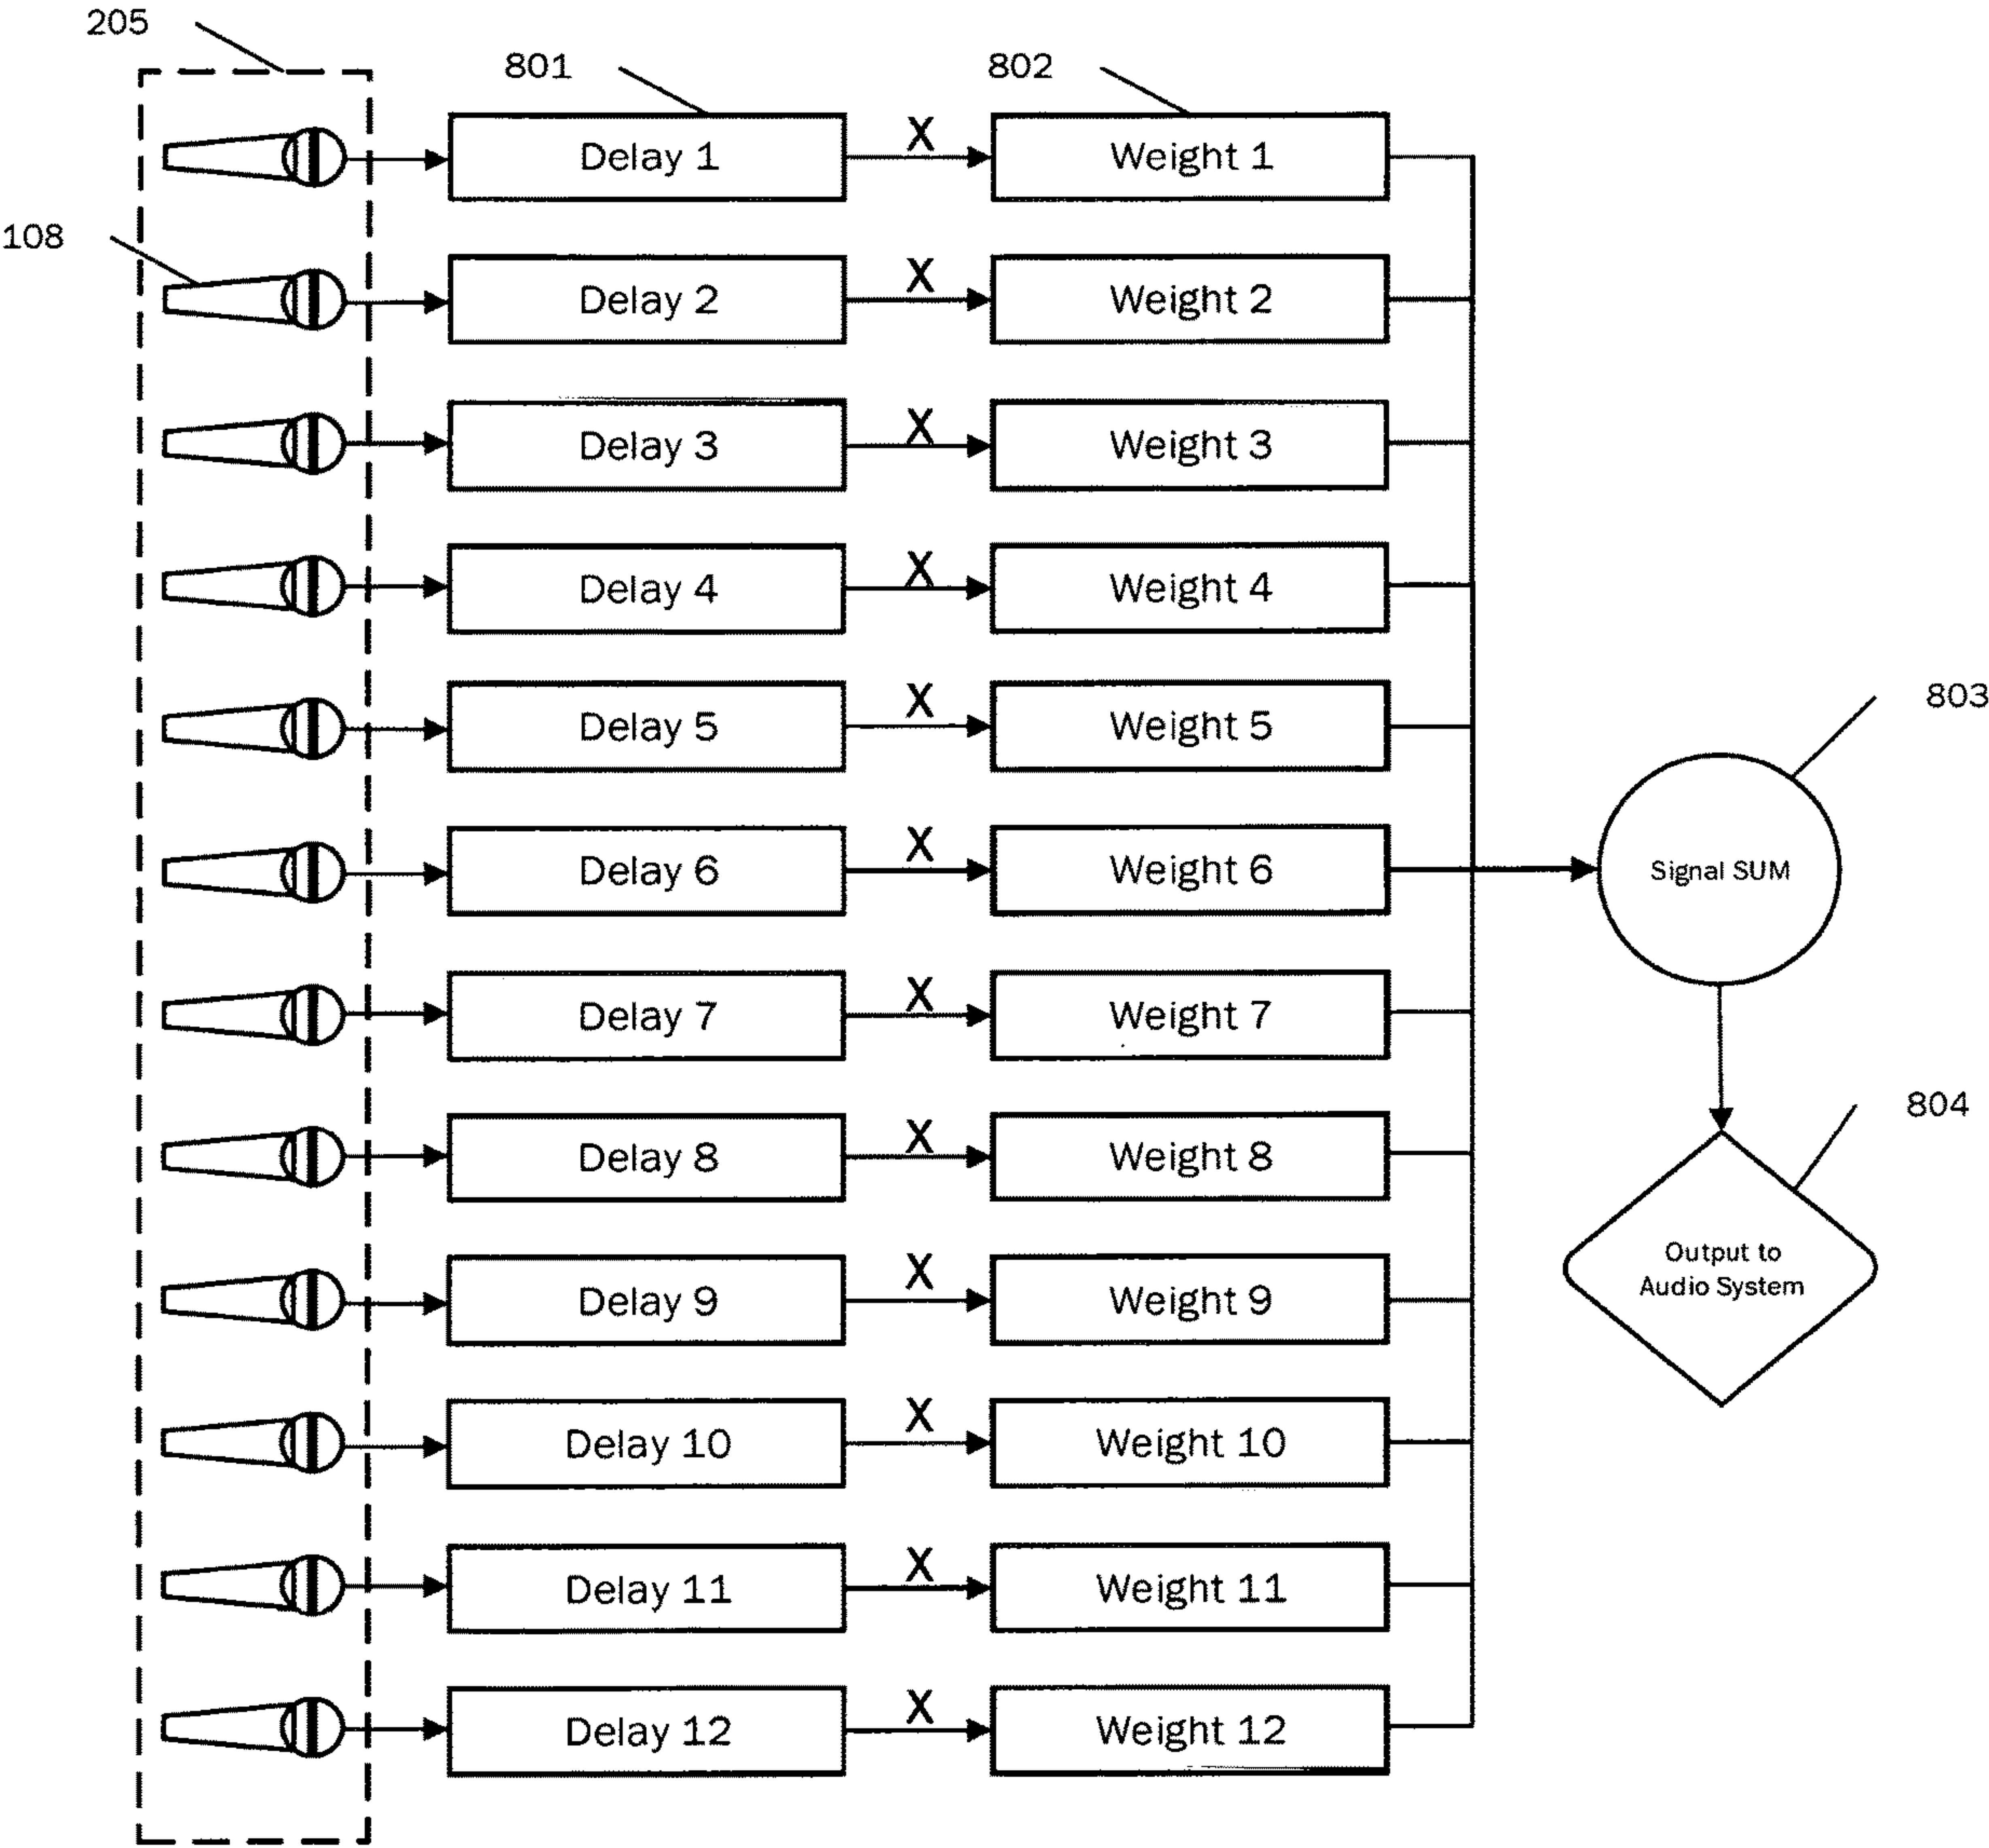 205
801
802
Delay 1
X
Weight 1
108
Delay 2
X
Weight 2
Delay 3
X
Weight 3
Delay 4
X
Weight 4
Delay 5
X
Weight 5
803
Delay 6
X
Weight 6
Signal SUM
Delay 7
X
Weight 7
Delay 8
X
Weight 8
804
Delay 9
X
Weight 9
Output to
Audio System
Delay 10
X
Weight 10
Delay 11
X
Weight 11
Delay 12
X
Weight 12